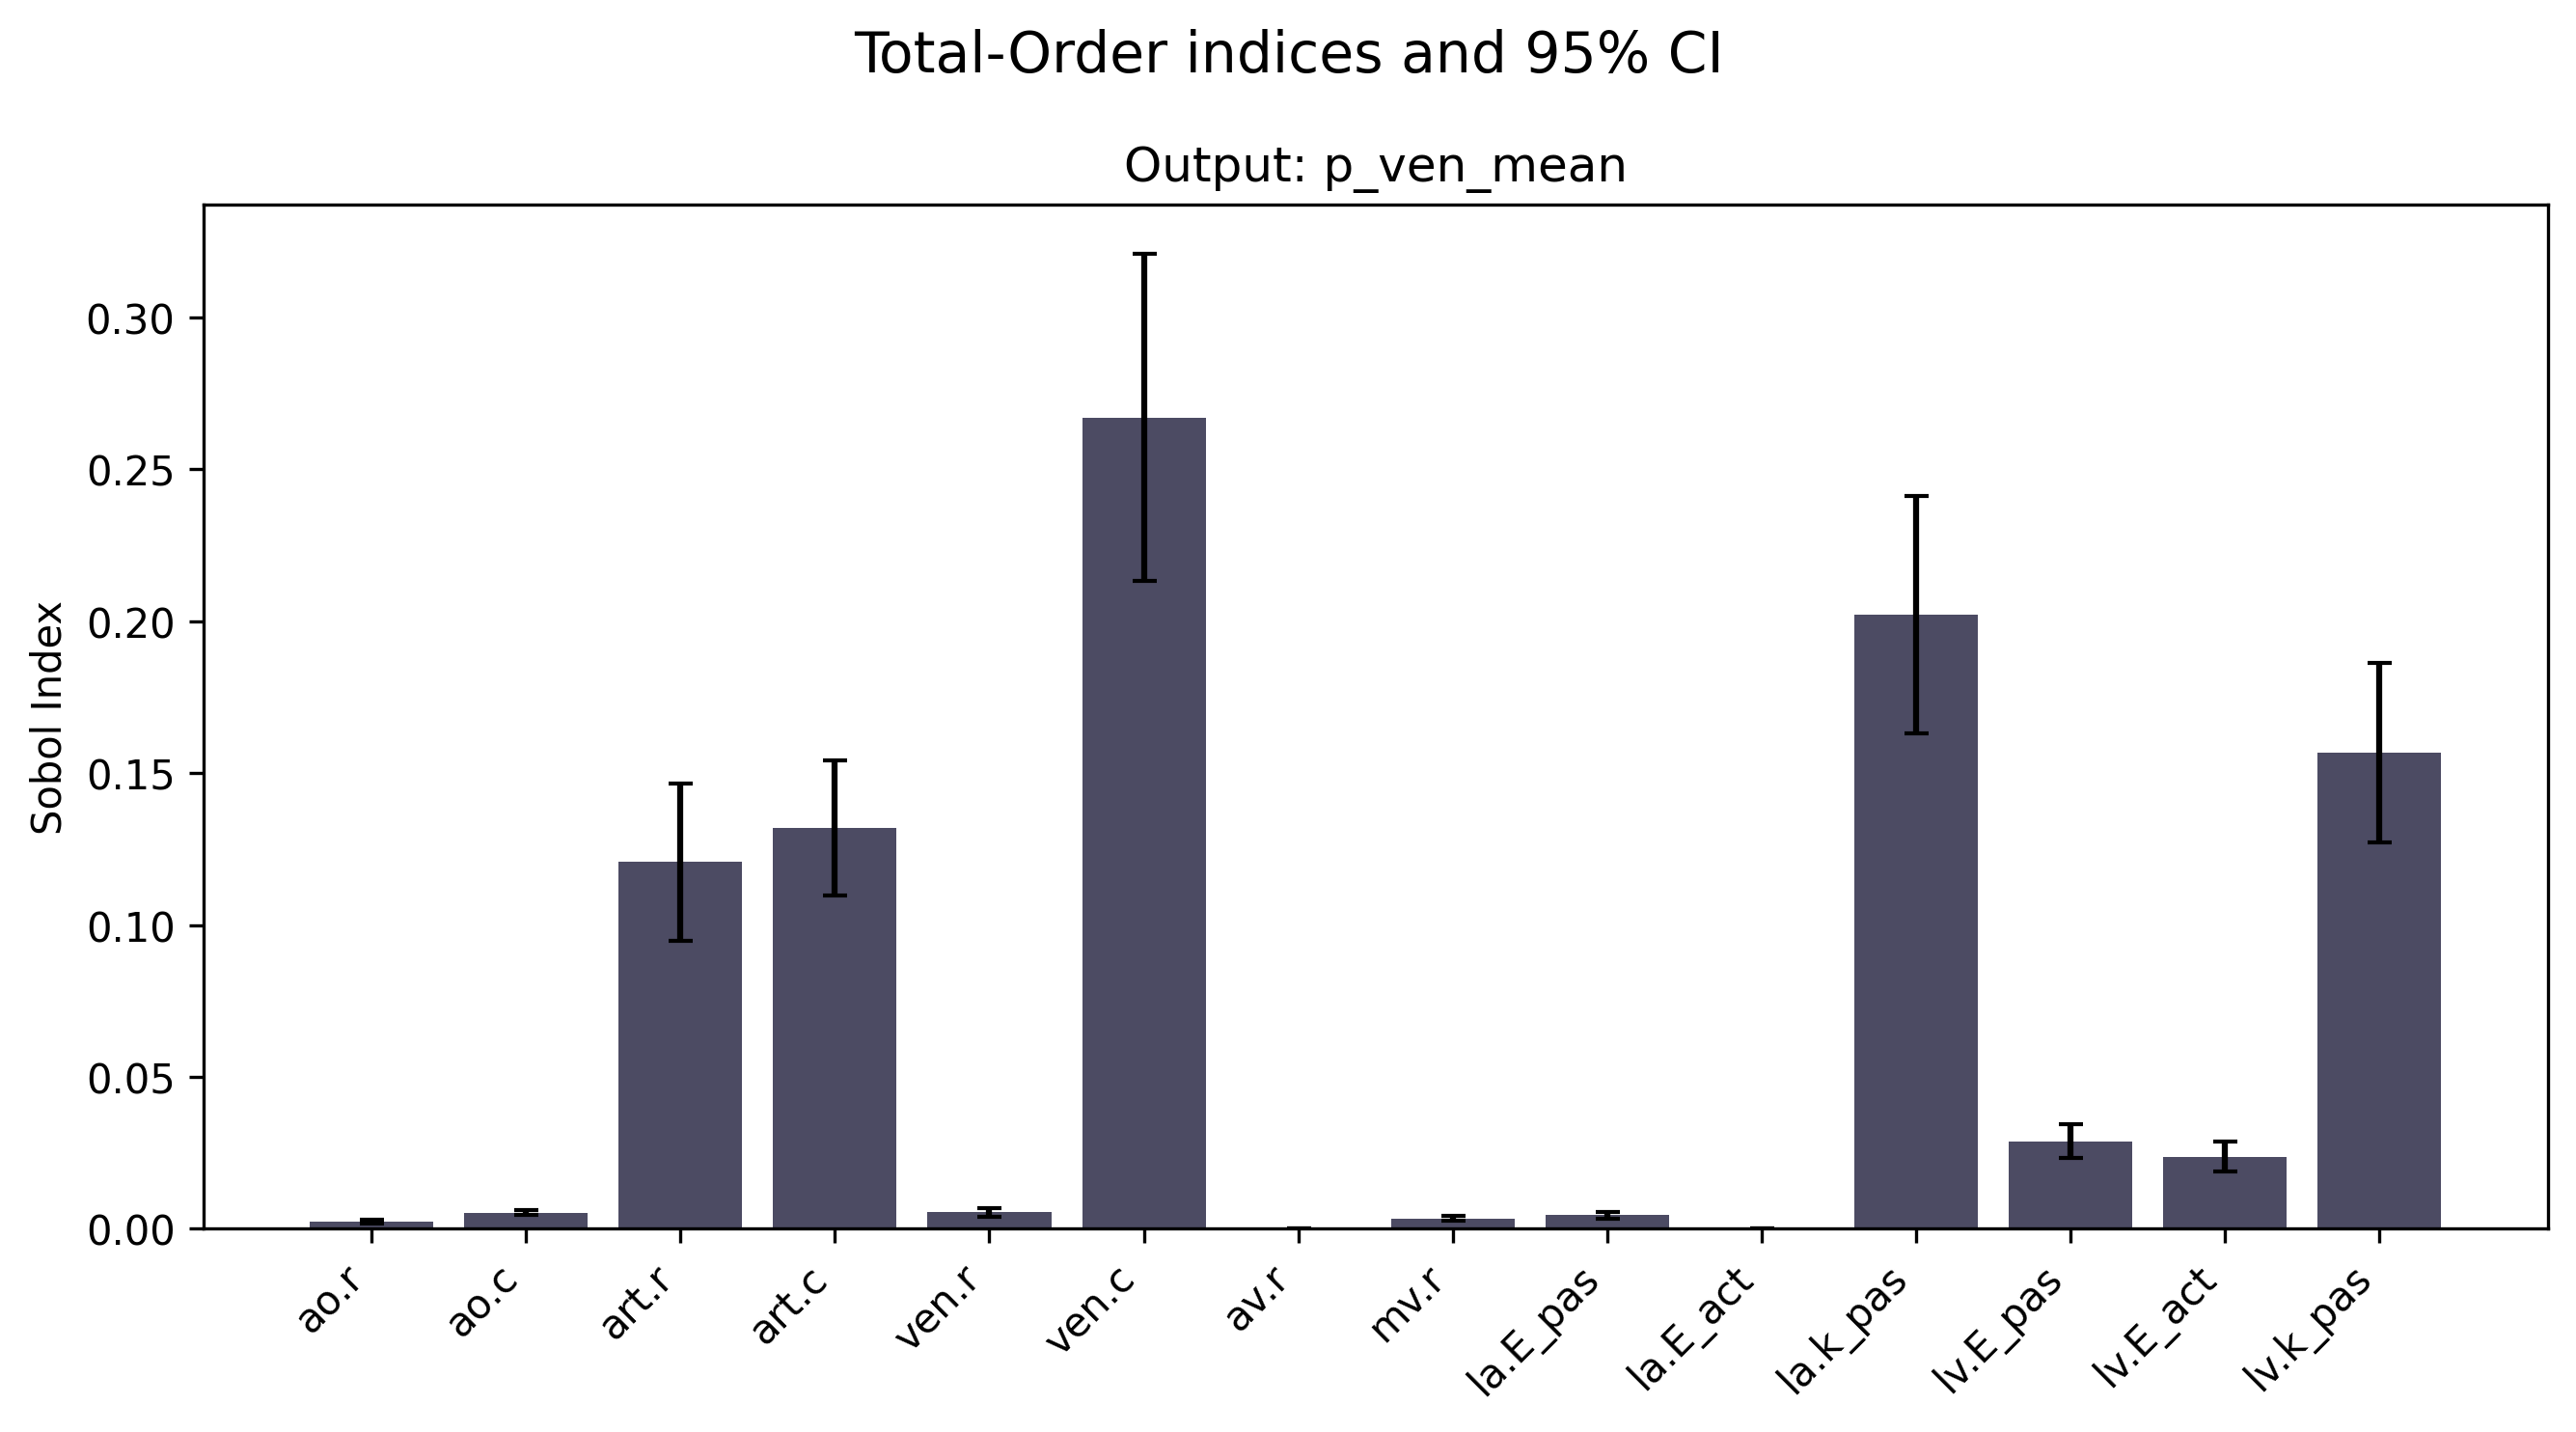 Total-Order indices and 95% CI
Output: p_ven_mean
Sobol Index
0.30
0.25
0.20
0.15
0.10
0.05
0.00
ao.r
ao.c
art.r
art.c
ven.r
ven.c
av.r
mv.r
la.E_pas
la.E_act
la.k_pas
lv.E_pas
lv.E_act
lv.k_pas